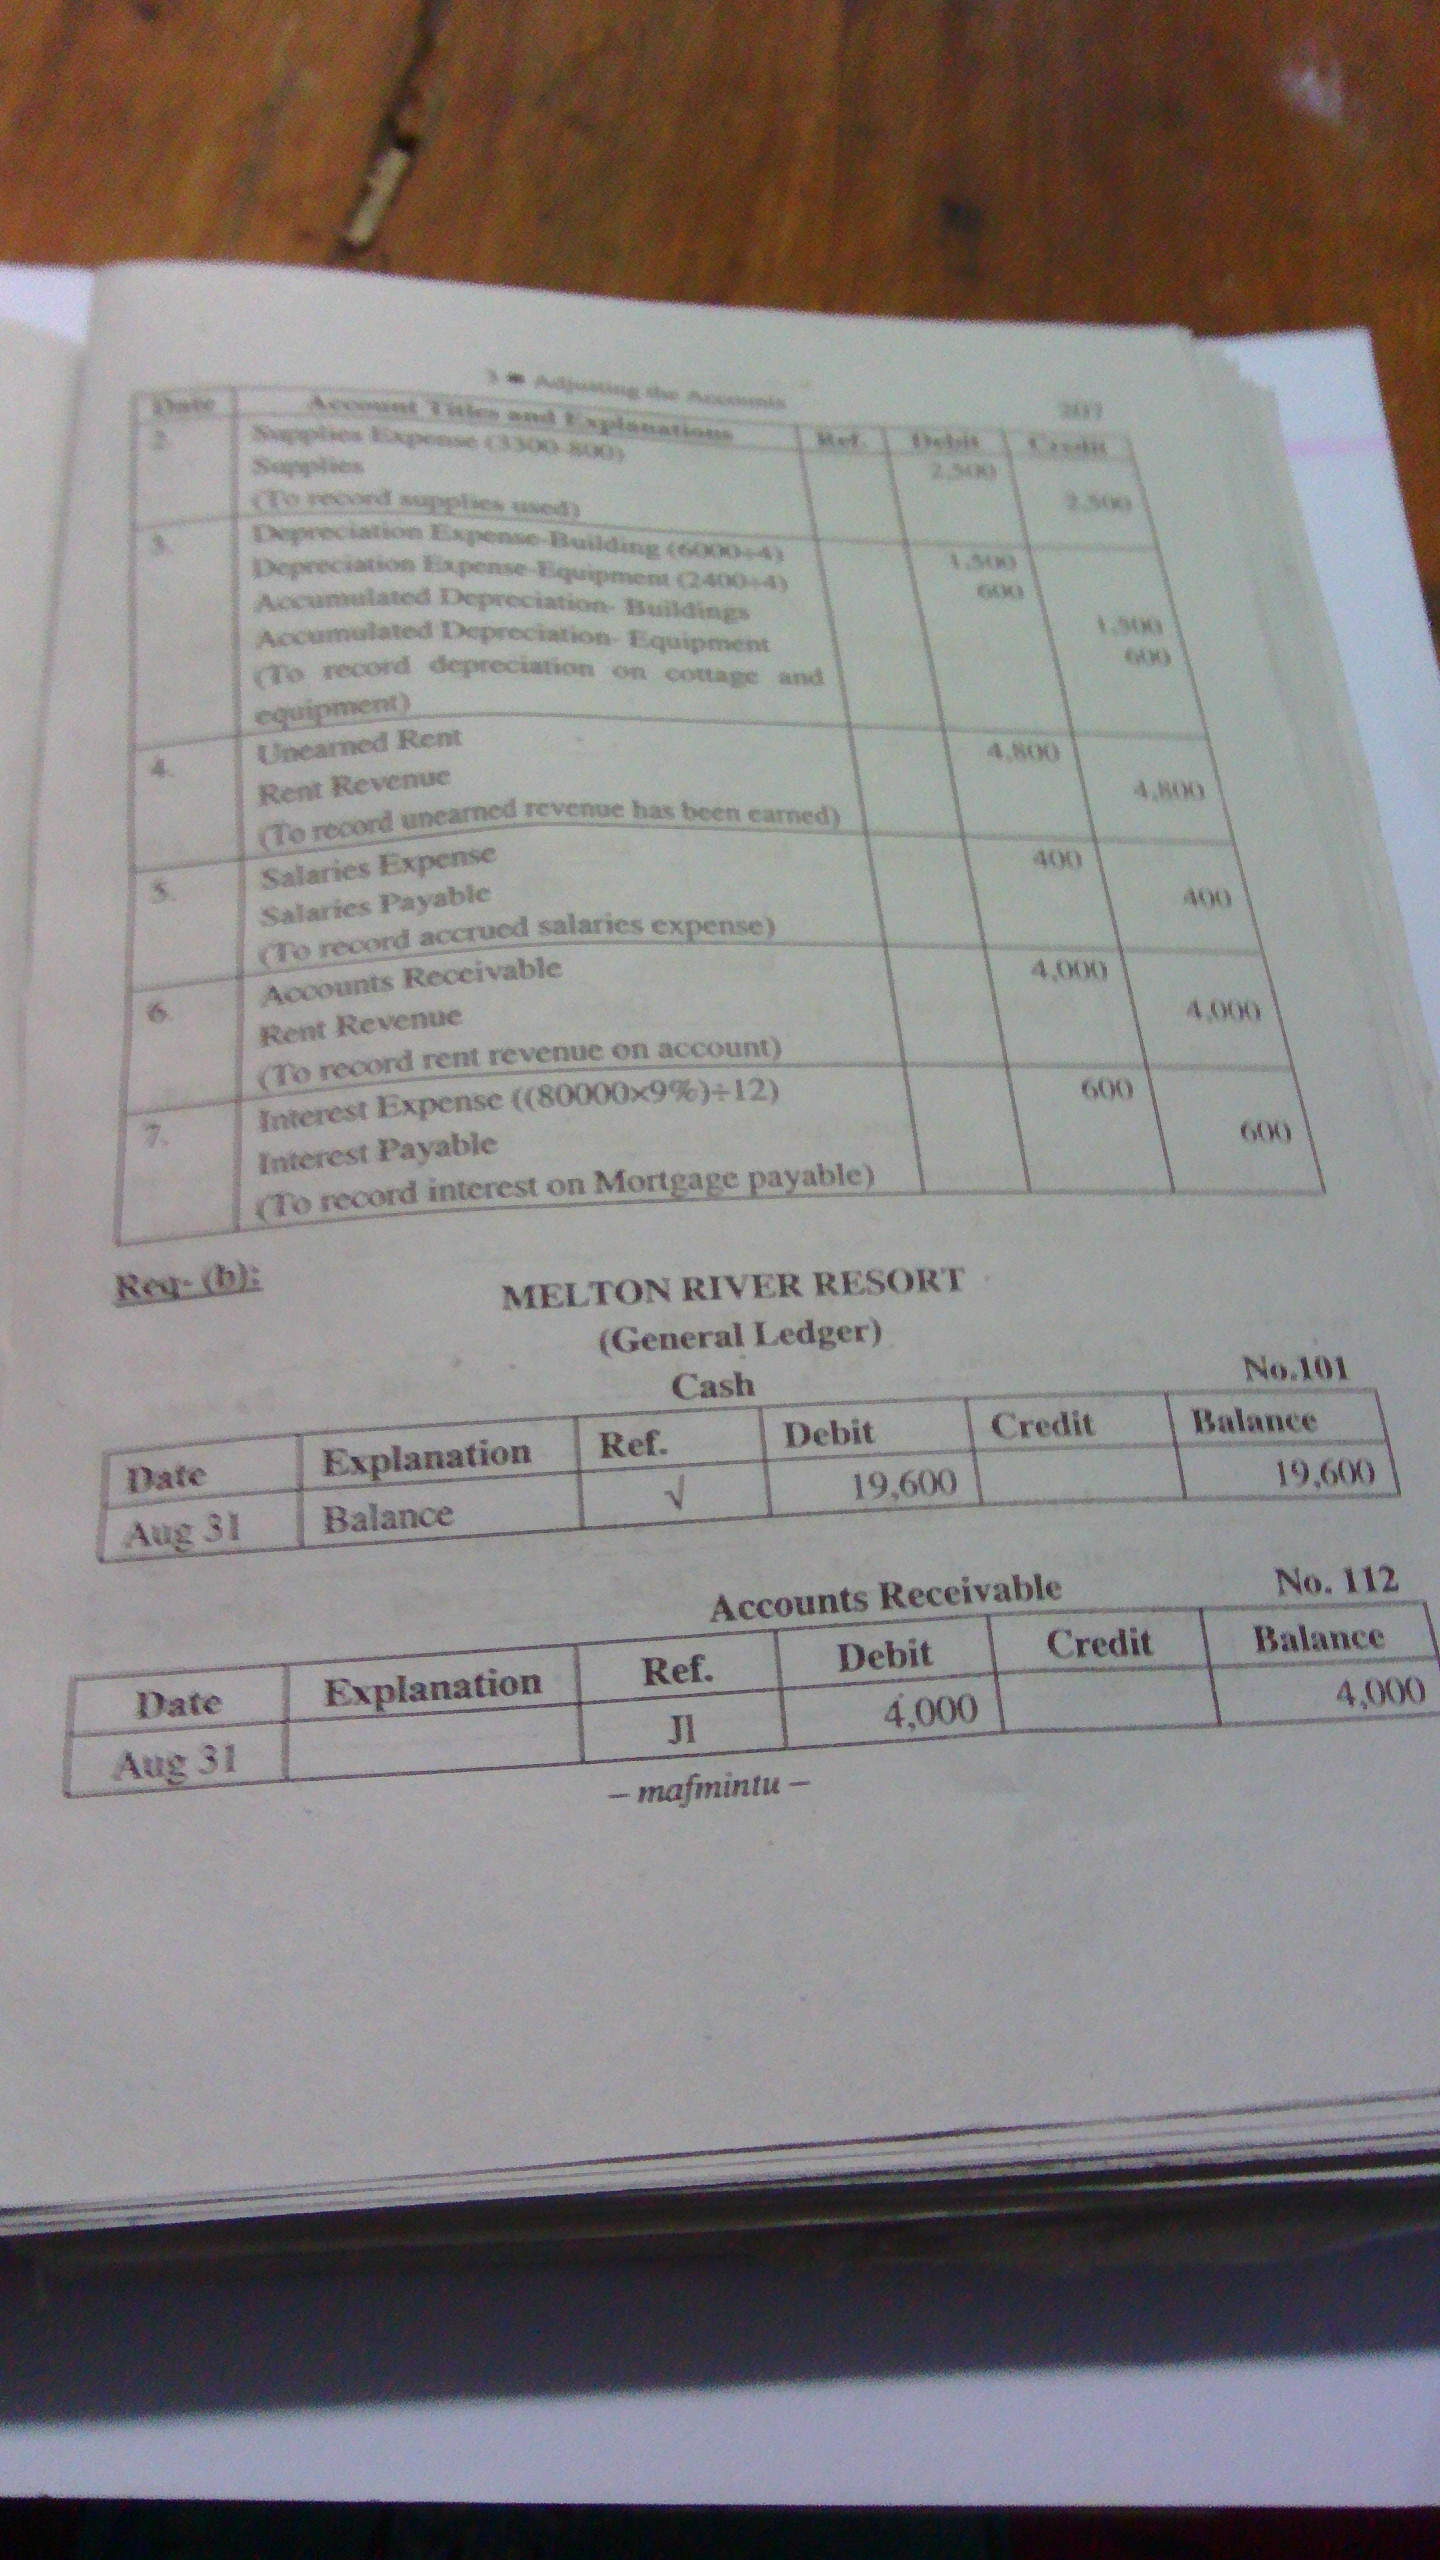 3 ☙ Adjusting the Accounts 207
Date Account Titles and Explanations Ref. Debit Credit
2. Supplies Expense (3300-800) 2,500
Supplies 2,500
(To record supplies used)
3. Depreciation Expense-Building (6000÷4) 1,500
Depreciation Expense-Equipment (2400÷4) 600
Accumulated Depreciation- Buildings 1,500
Accumulated Depreciation- Equipment 600
(To record depreciation on cottage and
equipment)
4. Unearned Rent 4,800
Rent Revenue 4,800
(To record unearned revenue has been earned)
5. Salaries Expense 400
Salaries Payable 400
(To record accrued salaries expense)
6. Accounts Receivable 4,000
Rent Revenue 4,000
(To record rent revenue on account)
7. Interest Expense ((80000×9%)÷12) 600
Interest Payable 600
(To record interest on Mortgage payable)
Req- (b):
MELTON RIVER RESORT
(General Ledger)
Cash No.101
Date Explanation Ref. Debit Credit Balance
Aug 31 Balance √ 19,600 19,600
Accounts Receivable No. 112
Date Explanation Ref. Debit Credit Balance
Aug 31 J1 4,000 4,000
– mafmintu –